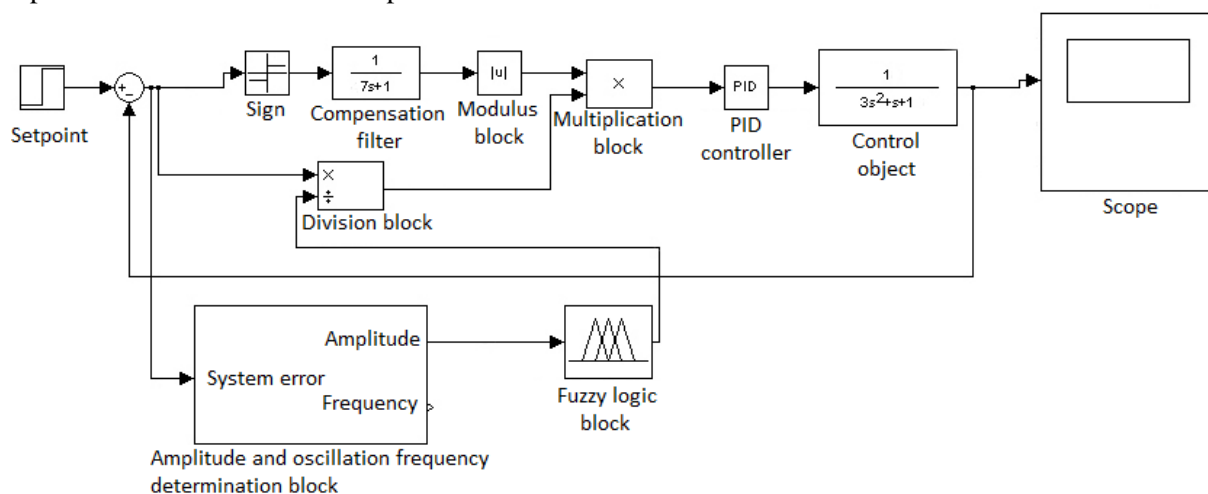 Setpoint
+
−
Sign
1
7s+1
Compensation
filter
|u|
Modulus
block
×
Multiplication
block
PID
PID
controller
1
3s²+s+1
Control
object
Scope
×
÷
Division block
Amplitude
System error
Frequency
Amplitude and oscillation frequency
determination block
Fuzzy logic
block